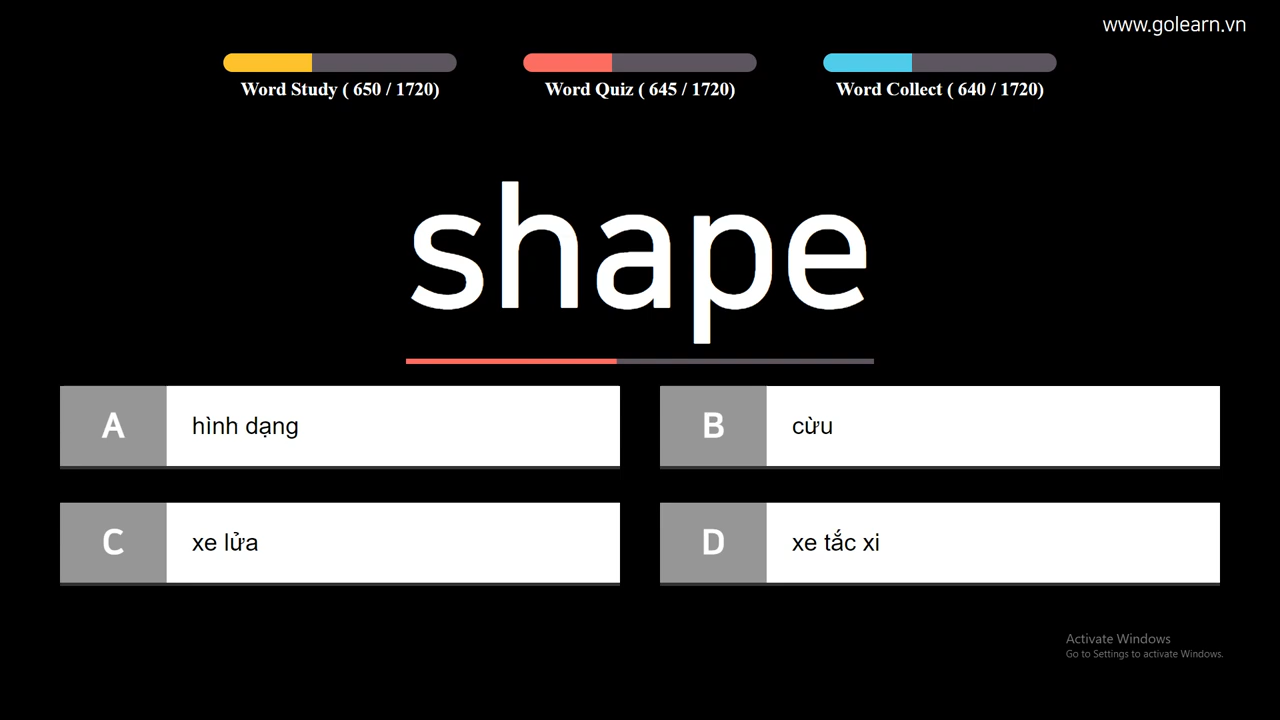 www.golearn.vn
Word Study ( 650 / 1720)
Word Quiz ( 645 / 1720)
Word Collect ( 640 / 1720)
shape
A hình dạng
B cừu
C xe lửa
D xe tắc xi
Activate Windows
Go to Settings to activate Windows.